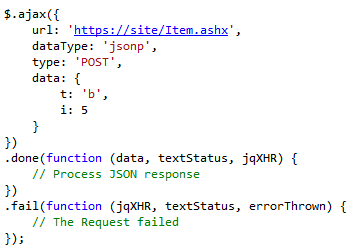 $.ajax({
    url: 'https://site/Item.ashx',
    dataType: 'jsonp',
    type: 'POST',
    data: {
        t: 'b',
        i: 5
    }
})
.done(function (data, textStatus, jqXHR) {
    // Process JSON response
})
.fail(function (jqXHR, textStatus, errorThrown) {
    // The Request failed
});